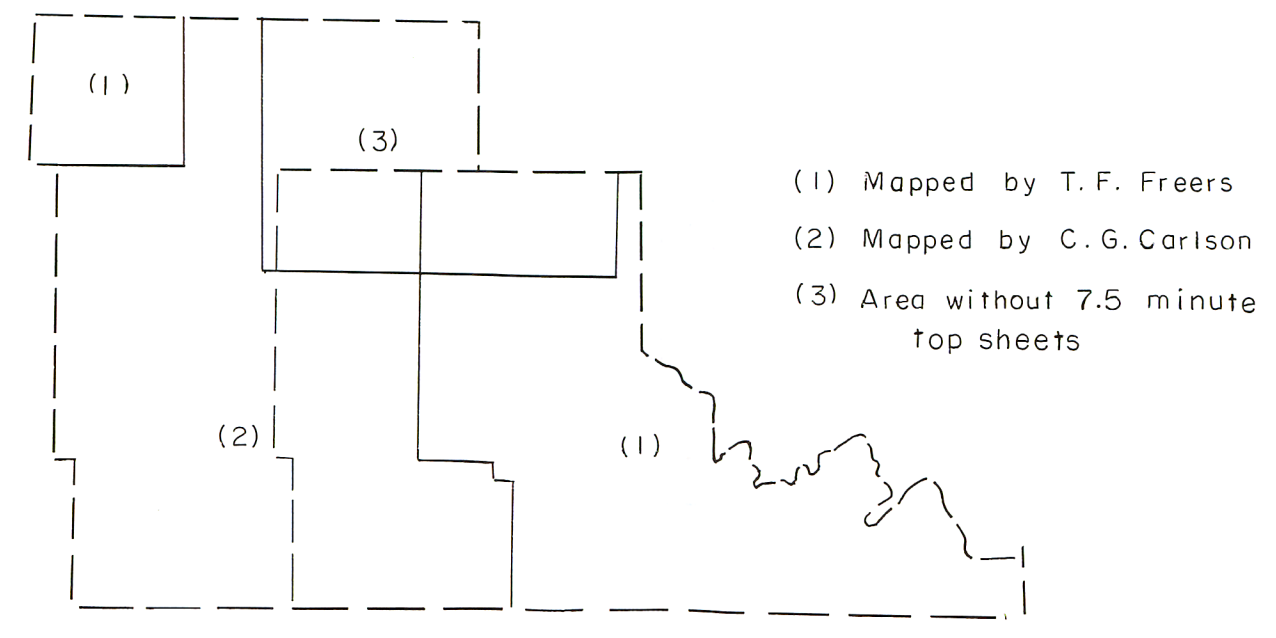 (1)
(3)
(1) Mapped by T. F. Freers
(2) Mapped by C. G. Carlson
(3) Area without 7.5 minute
top sheets
(2)
(1)